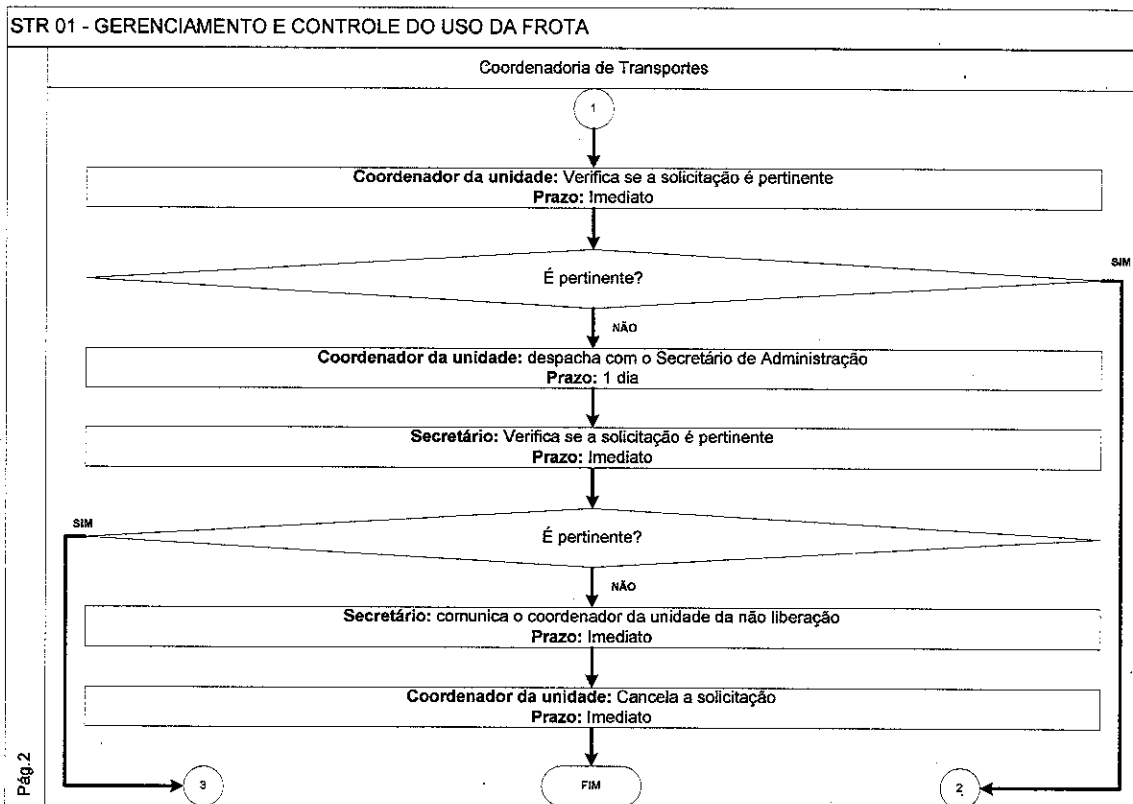 STR 01 - GERENCIAMENTO E CONTROLE DO USO DA FROTA
Coordenadoria de Transportes
1
Coordenador da unidade: Verifica se a solicitação é pertinente
Prazo: Imediato
É pertinente?
SIM
NÃO
Coordenador da unidade: despacha com o Secretário de Administração
Prazo: 1 dia
Secretário: Verifica se a solicitação é pertinente
Prazo: Imediato
SIM
É pertinente?
NÃO
Secretário: comunica o coordenador da unidade da não liberação
Prazo: Imediato
Coordenador da unidade: Cancela a solicitação
Prazo: Imediato
Pág.2
3
FIM
2